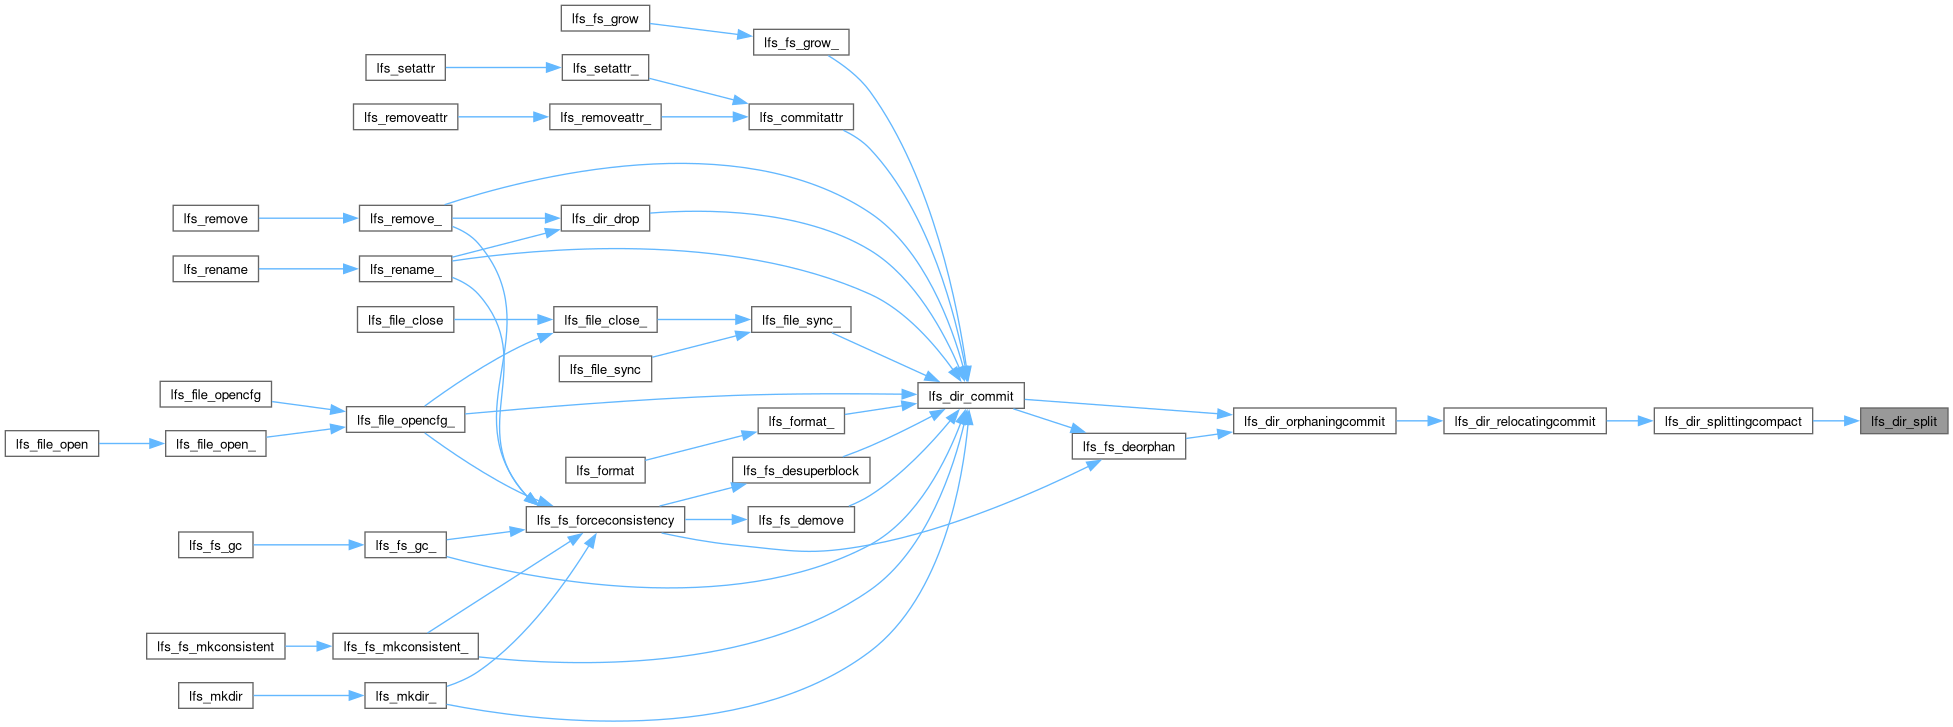 lfs_fs_grow
lfs_fs_grow_
lfs_setattr
lfs_setattr_
lfs_removeattr
lfs_removeattr_
lfs_commitattr
lfs_remove
lfs_remove_
lfs_dir_drop
lfs_rename
lfs_rename_
lfs_file_close
lfs_file_close_
lfs_file_sync_
lfs_file_sync
lfs_file_opencfg
lfs_dir_commit
lfs_file_open
lfs_file_open_
lfs_file_opencfg_
lfs_format_
lfs_dir_orphaningcommit
lfs_dir_relocatingcommit
lfs_dir_splittingcompact
lfs_dir_split
lfs_fs_deorphan
lfs_format
lfs_fs_desuperblock
lfs_fs_forceconsistency
lfs_fs_demove
lfs_fs_gc
lfs_fs_gc_
lfs_fs_mkconsistent
lfs_fs_mkconsistent_
lfs_mkdir
lfs_mkdir_